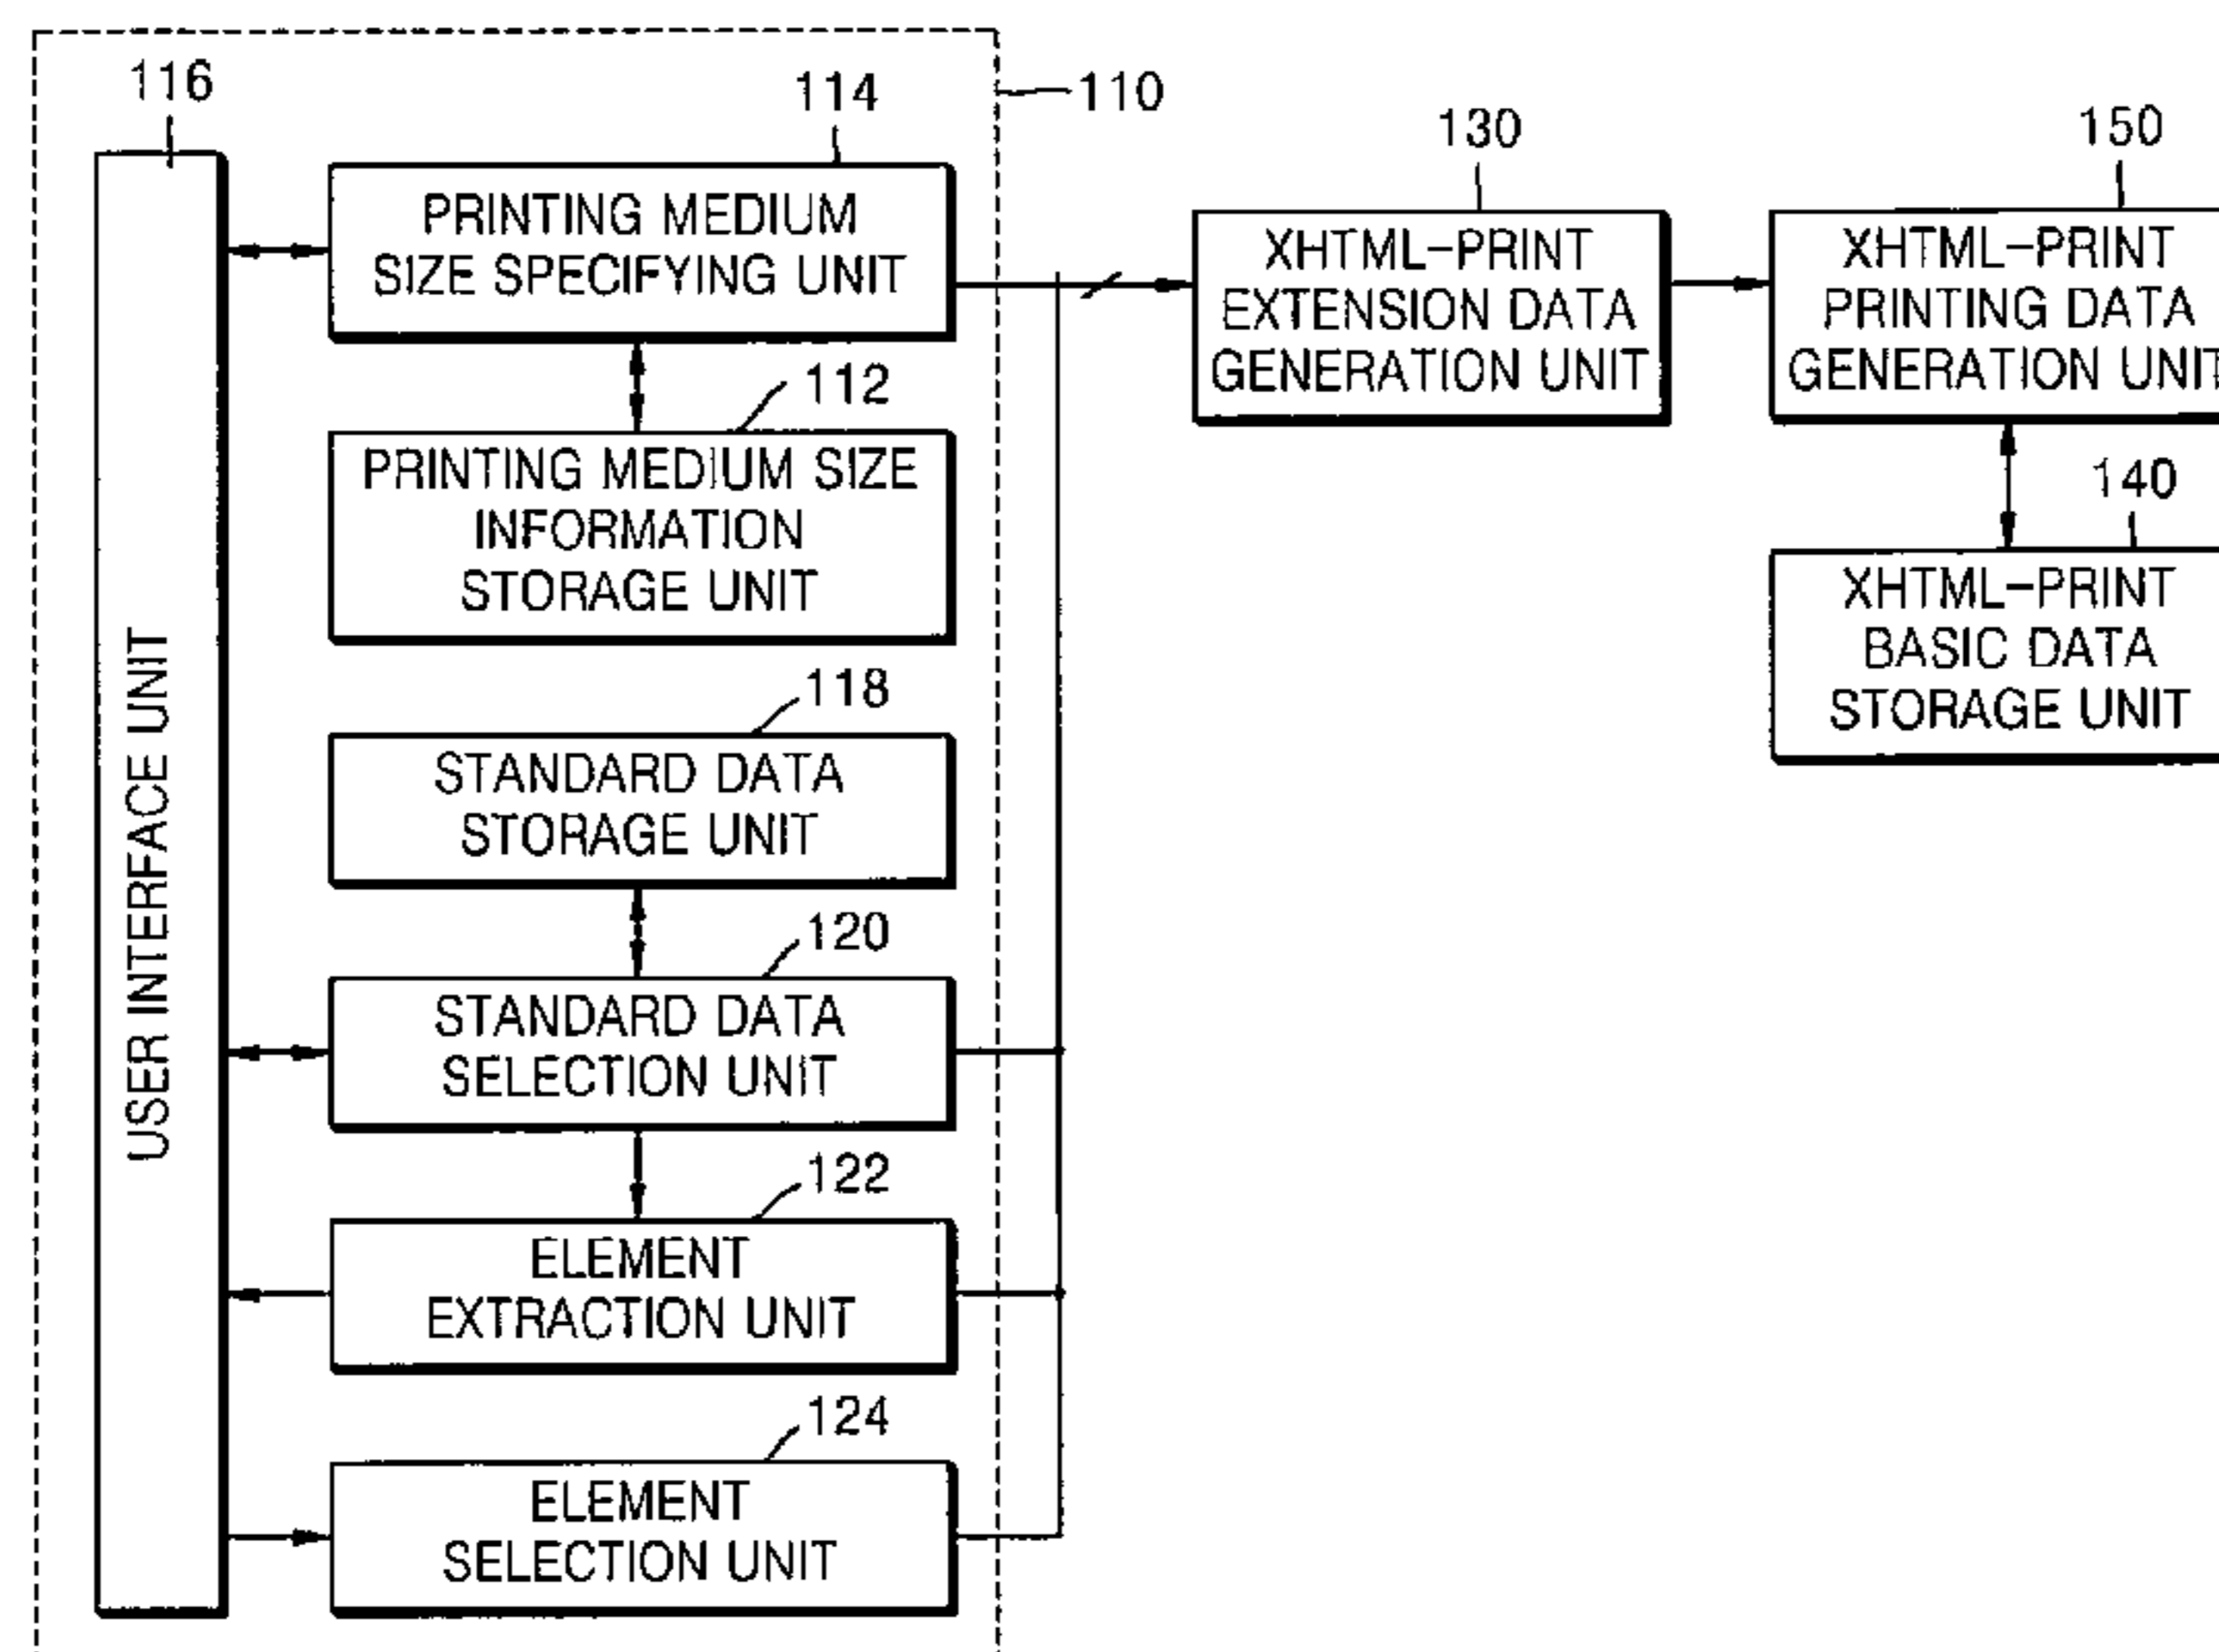 116
USER INTERFACE UNIT
114
PRINTING MEDIUM
SIZE SPECIFYING UNIT
110
112
PRINTING MEDIUM SIZE
INFORMATION
STORAGE UNIT
118
STANDARD DATA
STORAGE UNIT
120
STANDARD DATA
SELECTION UNIT
122
ELEMENT
EXTRACTION UNIT
124
ELEMENT
SELECTION UNIT
130
XHTML-PRINT
EXTENSION DATA
GENERATION UNIT
150
XHTML-PRINT
PRINTING DATA
GENERATION UNIT
140
XHTML-PRINT
BASIC DATA
STORAGE UNIT